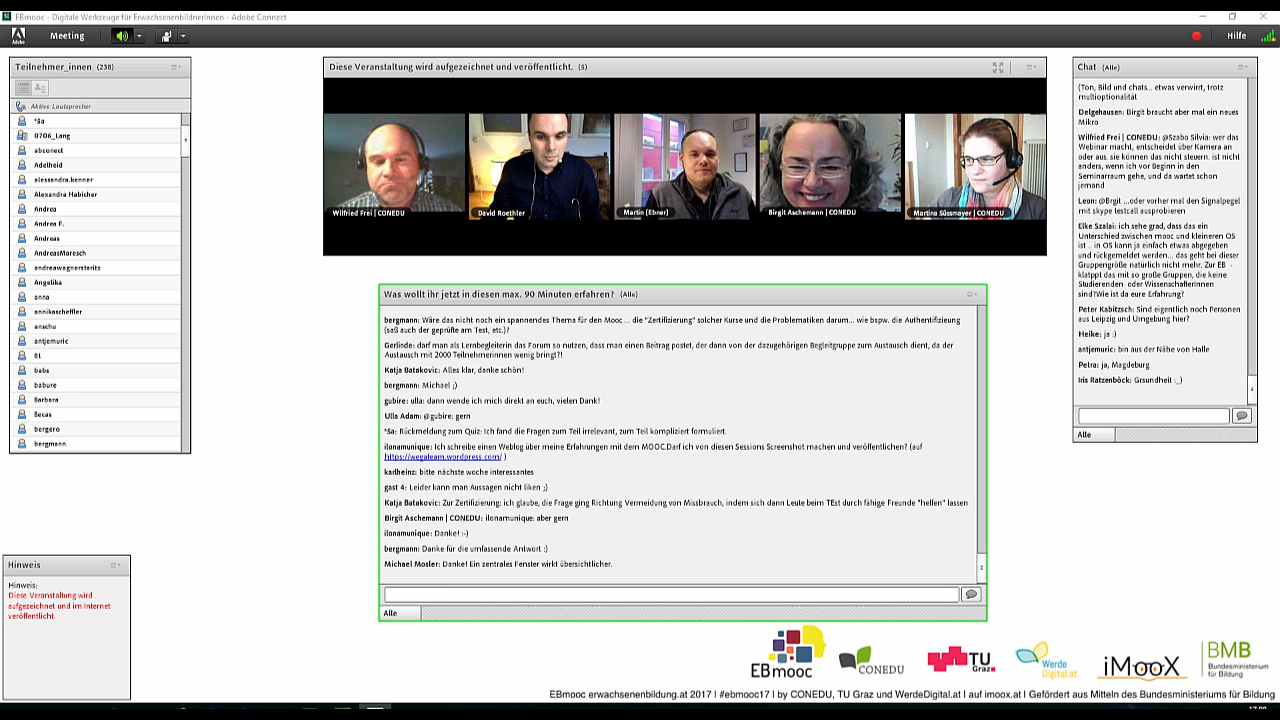 EBmooc - Digitale Werkzeuge für ErwachsenenbildnerInnen - Adobe Connect
Adobe
Meeting
Hilfe
Teilnehmer_innen (238)
Aktive Lautsprecher
*Sa
0706_Lang
abconect
Adelheid
alessandra.kenner
Alexandra Habicher
Andrea
Andrea F.
Andreas
AndreasMaresch
andreawagnerstaritz
Angelika
anna
annikascheffler
anschu
antjemuric
B1
babs
babure
Barbara
Becas
bergero
bergmann
Hinweis
Hinweis:
Diese Veranstaltung wird
aufgezeichnet und im Internet
veröffentlicht.
Diese Veranstaltung wird aufgezeichnet und veröffentlicht. (5)
Wilfried Frei | CONEDU
David Roethler
Martin (Ebner)
Birgit Aschemann | CONEDU
Martina Süssmayer | CONEDU
Was wollt ihr jetzt in diesen max. 90 Minuten erfahren? (Alle)
bergmann: Wäre das nicht noch ein spannendes Thema für den Mooc ... die "Zertifizierung" solcher Kurse und die Problematiken darum... wie bspw. die Authentifizierung
(saß auch der geprüfte am Test, etc.)?
Gerlinde: darf man als Lernbegleiterin das Forum so nutzen, dass man einen Beitrag postet, der dann von der dazugehörigen Begleitgruppe zum Austausch dient, da der
Austausch mit 2000 Teilnehmerinnen wenig bringt?!
Katja Batakovic: Alles klar, danke schön!
bergmann: Michael ;)
gubire: ulla: dann wende ich mich direkt an euch, vielen Dank!
Ulla Adam: @gubire: gern
*Sa: Rückmeldung zum Quiz: Ich fand die Fragen zum Teil irrelevant, zum Teil kompliziert formuliert.
ilonamunique: Ich schreibe einen Weblog über meine Erfahrungen mit dem MOOC.Darf ich von diesen Sessions Screenshot machen und veröffentlichen? (auf
https://wegateam.wordpress.com/ )
karlheinz: bitte nächste woche interessantes
gast 4: Leider kann man Aussagen nicht liken ;)
Katja Batakovic: Zur Zertifizierung: ich glaube, die Frage ging Richtung Vermeidung von Missbrauch, indem sich dann Leute beim TEst durch fähige Freunde "helfen" lassen
Birgit Aschemann | CONEDU: ilonamunique: aber gern
ilonamunique: Danke! :-)
bergmann: Danke für die umfassende Antwort :)
Michael Mosler: Danke! Ein zentrales Fenster wirkt übersichtlicher.
Alle
Chat (Alle)
(Ton, Bild und chats... etwas verwirrt, trotz
multioptionalität
Delgehausen: Birgit braucht aber mal ein neues
Mikro
Wilfried Frei | CONEDU: @Szabo Silvia: wer das
Webinar macht, entscheidet über Kamera an
oder aus. sie können das nicht steuern. ist nicht
anders, wenn ich vor Beginn in den
Seminarraum gehe, und da wartet schon
jemand
Leon: @Brgit ...oder vorher mal den Signalpegel
mit skype testcall ausprobieren
Elke Szalai: ich sehe grad, dass das ein
Unterschied zwischen mooc und kleineren OS
ist .. in OS kann ja einfach etwas abgegeben
und rückgemeldet werden... das geht bei dieser
Gruppengröße natürlich nicht mehr. Zur EB -
klatppt das mit so große Gruppen, die keine
Studierenden oder WissenschafterInnen
sind?Wie ist da eure Erfahrung?
Peter Kabitzsch: Sind eigentlich noch Personen
aus Leipzig und Umgebung hier?
Heike: ja :)
antjemuric: bin aus der Nähe von Halle
Petra: ja, Magdeburg
Iris Ratzenböck: Grsundheit :_)
Alle
EBmooc
CONEDU
TU
Graz
Werde
Digital.at
iMooX
BMB
Bundesministerium
für Bildung
EBmooc erwachsenenbildung.at 2017 I #ebmooc17 I by CONEDU, TU Graz und WerdeDigital.at I auf imoox.at I Gefördert aus Mitteln des Bundesministeriums für Bildung